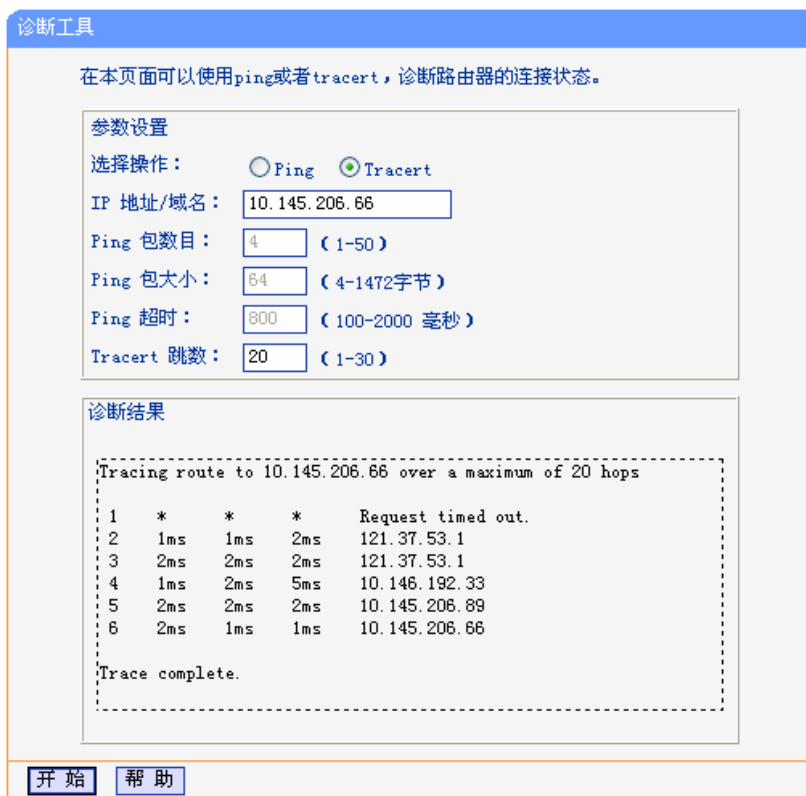 诊断工具
在本页面可以使用ping或者tracert，诊断路由器的连接状态。
参数设置
选择操作： Ping Tracert
IP 地址/域名： 10.145.206.66
Ping 包数目： 4 （1-50）
Ping 包大小： 64 （4-1472字节）
Ping 超时： 800 （100-2000 毫秒）
Tracert 跳数： 20 （1-30）
诊断结果
Tracing route to 10.145.206.66 over a maximum of 20 hops
1 * * * Request timed out.
2 1ms 1ms 2ms 121.37.53.1
3 2ms 2ms 2ms 121.37.53.1
4 1ms 2ms 5ms 10.146.192.33
5 2ms 2ms 2ms 10.145.206.89
6 2ms 1ms 1ms 10.145.206.66
Trace complete.
开 始 帮 助